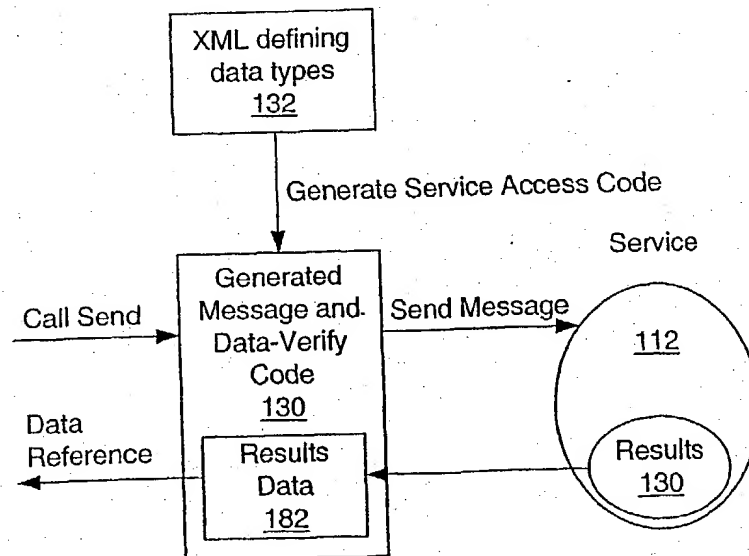 XML defining
data types
132
Generate Service Access Code
Service
Generated
Message and
Data-Verify
Code
130
Call Send
Send Message
112
Data
Reference
Results
Data
182
Results
130